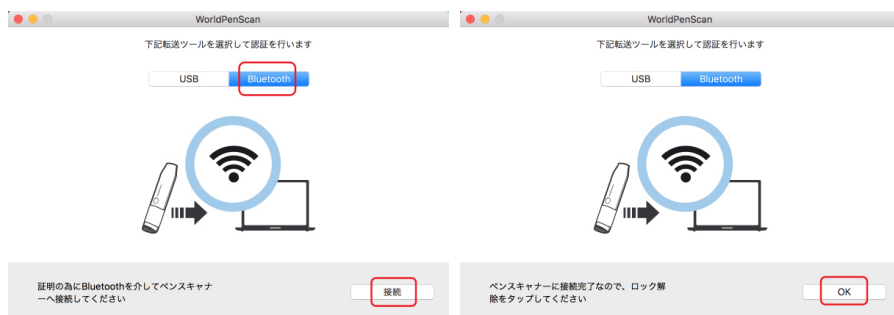 WorldPenScan
下記転送ツールを選択して認証を行います
USB
Bluetooth
証明の為にBluetoothを介してペンスキャナ
ーへ接続してください
接続
WorldPenScan
下記転送ツールを選択して認証を行います
USB
Bluetooth
ペンスキャナーに接続完了なので、ロック解
除をタップしてください
OK